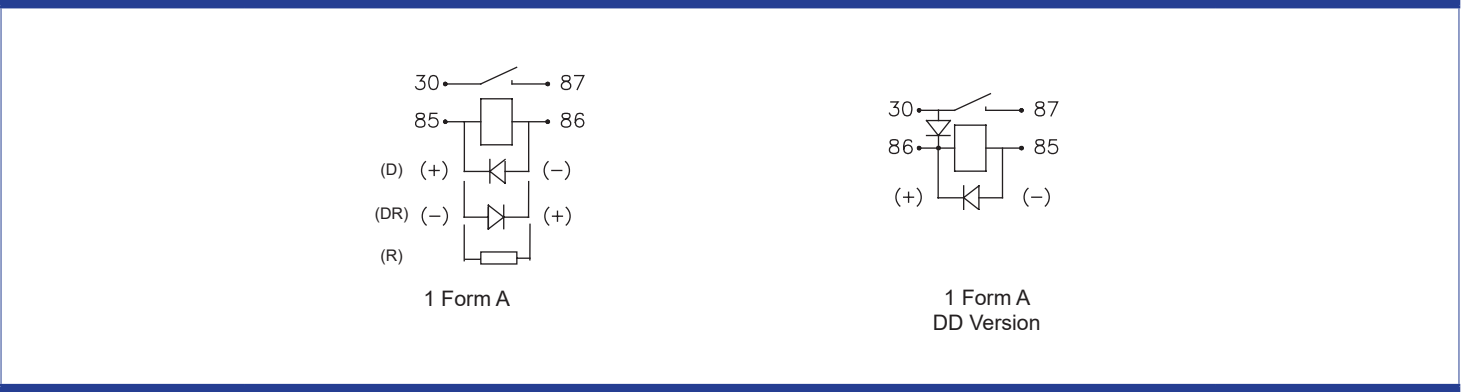 30 87
85 86
(D) (+) (−)
(DR) (−) (+)
(R)
1 Form A
30 87
86 85
(+) (−)
1 Form A
DD Version